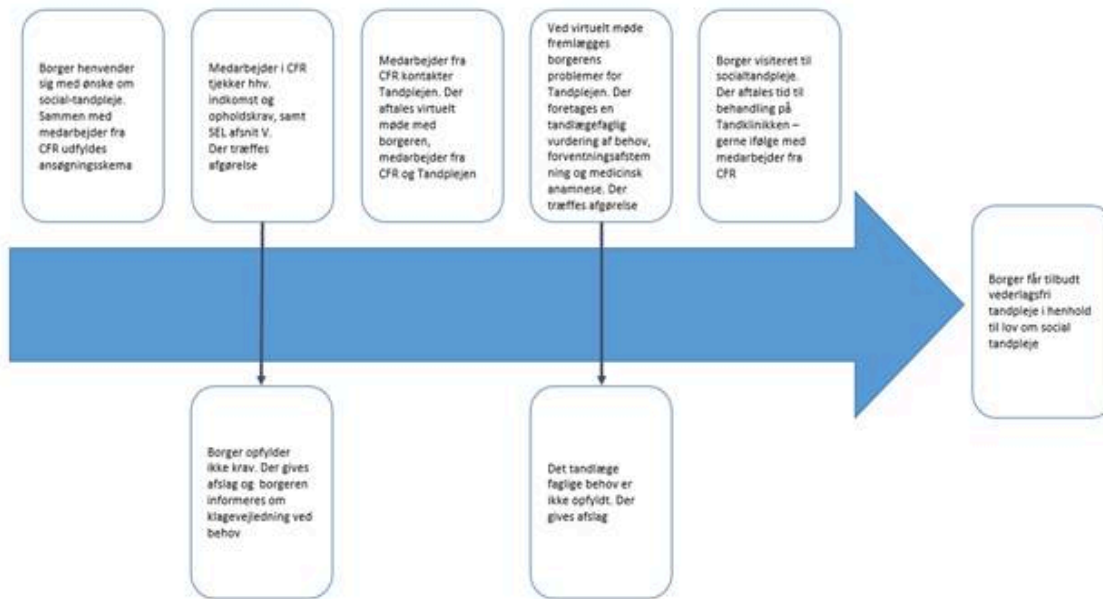 Borger henvender
sig med ønske om
social-tandpleje.
Sammen med
medarbejder fra
CFR udfyldes
ansøgningsskema
Medarbejder i CFR
tjekker hhv.
indkomst og
opholdskrav, samt
SEL afsnit V.
Der træffes
afgørelse
Medarbejder fra
CFR kontakter
Tandplejen. Der
aftales virtuelt
møde med
borgeren,
medarbejder fra
CFR og Tandplejen
Ved virtuelt møde
fremlægges
borgerens
problemer for
Tandplejen. Der
foretages en
tandlægefaglig
vurdering af behov,
forventningsafstem
ning og medicinsk
anamnese. Der
træffes afgørelse
Borger visiteret til
socialtandpleje.
Der aftales tid til
behandling på
Tandklinikken –
gerne ifølge med
medarbejder fra
CFR
Borger får tilbudt
vederlagsfri
tandpleje i henhold
til lov om social
tandpleje
Borger opfylder
ikke krav. Der gives
afslag og borgeren
informeres om
klagevejledning ved
behov
Det tandlæge
faglige behov er
ikke opfyldt. Der
gives afslag